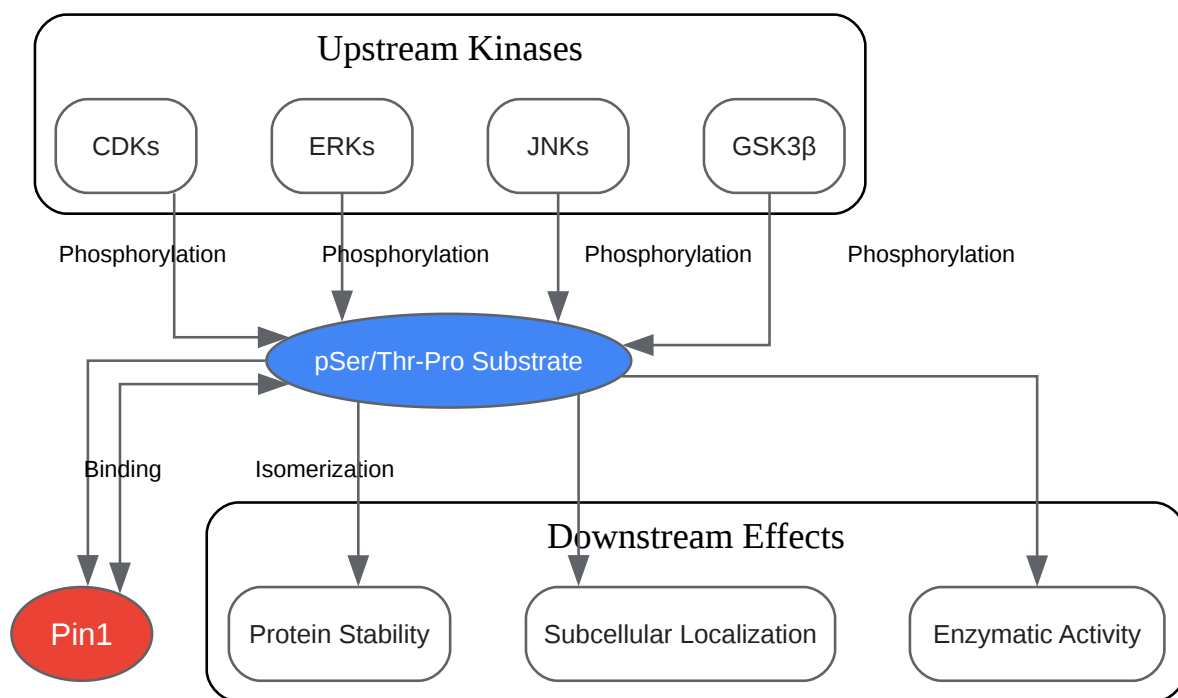 Upstream Kinases
CDKs
ERKs
JNKs
GSK3β
Phosphorylation
Phosphorylation
Phosphorylation
Phosphorylation
pSer/Thr-Pro Substrate
Binding
Isomerization
Downstream Effects
Pin1
Protein Stability
Subcellular Localization
Enzymatic Activity